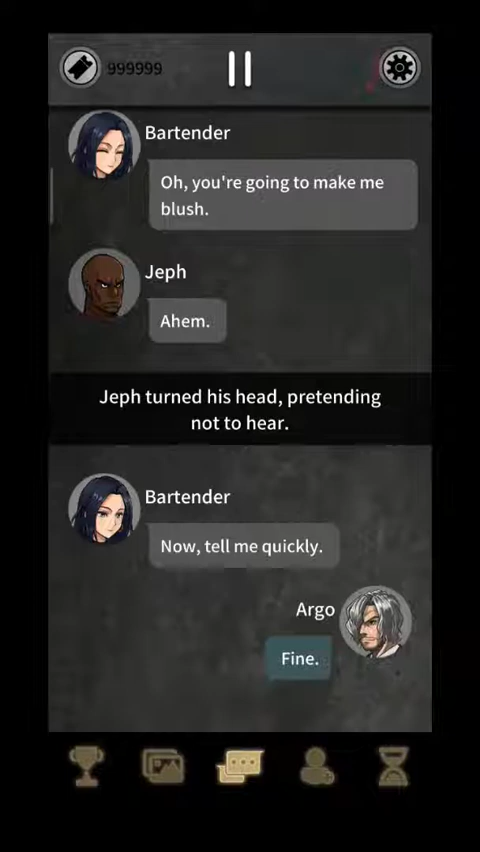 999999
Bartender
Oh, you're going to make me
blush.
Jeph
Ahem.
Jeph turned his head, pretending
not to hear.
Bartender
Now, tell me quickly.
Argo
Fine.